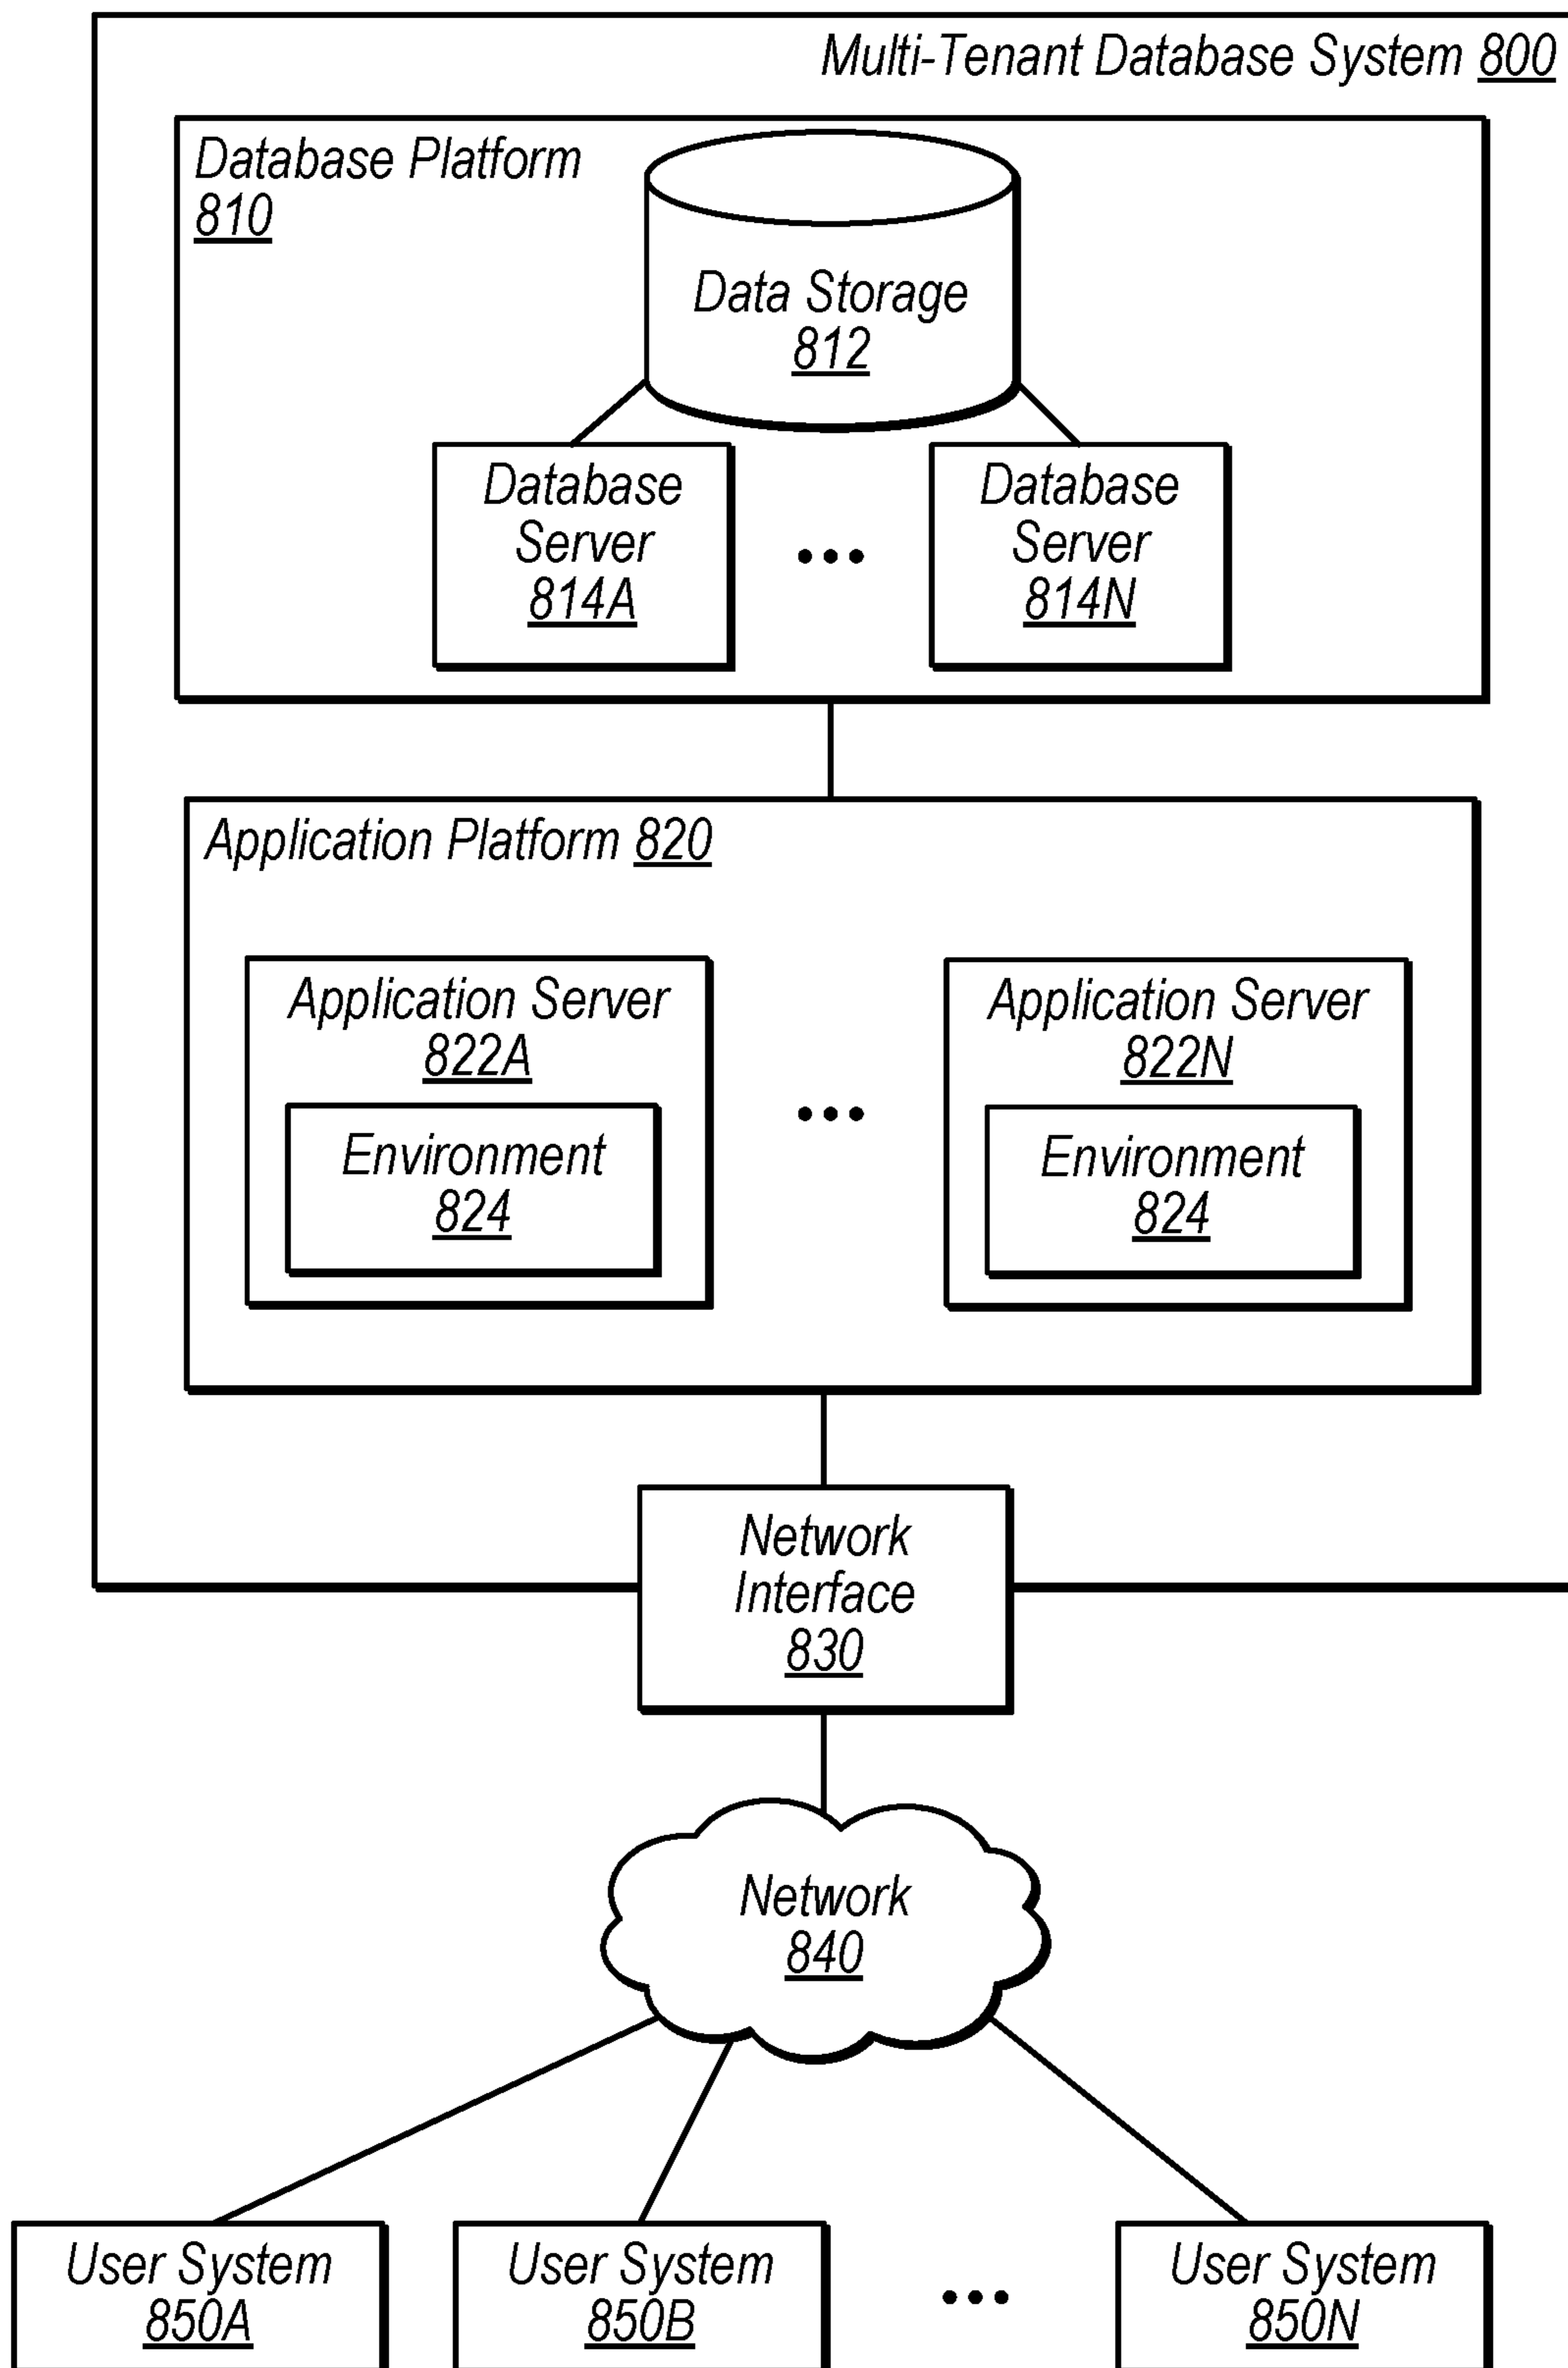 Multi-Tenant Database System 800
Database Platform
810
Data Storage
812
Database
Server
814A
•••
Database
Server
814N
Application Platform 820
Application Server
822A
Environment
824
•••
Application Server
822N
Environment
824
Network
Interface
830
Network
840
User System
850A
User System
850B
•••
User System
850N